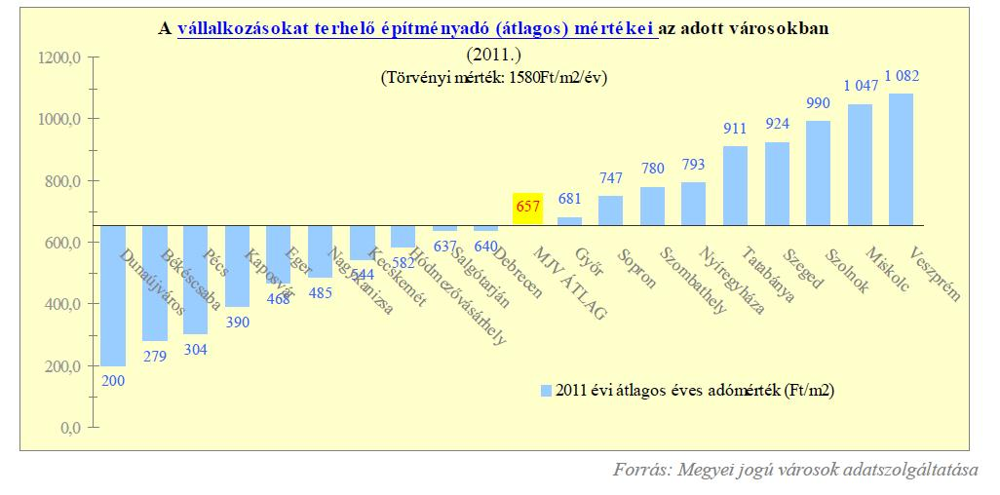 A vállalkozásokat terhelő építményadó (átlagos) mértékei az adott városokban
(2011.)
(Törvényi mérték: 1580Ft/m2/év)
1200,0
1000,0
800,0
600,0
400,0
200,0
0,0
200
279
304
390
468
485
544
582
637
640
657
681
747
780
793
911
924
990
1 047
1 082
Dunaújváros
Békéscsaba
Pécs
Kaposvár
Eger
Nagykanizsa
Kecskemét
Hódmezővásárhely
Salgótarján
Debrecen
MJV ÁTLAG
Győr
Sopron
Szombathely
Nyíregyháza
Tatabánya
Szeged
Szolnok
Miskolc
Veszprém
2011 évi átlagos éves adómérték (Ft/m2)
Forrás: Megyei jogú városok adatszolgáltatása